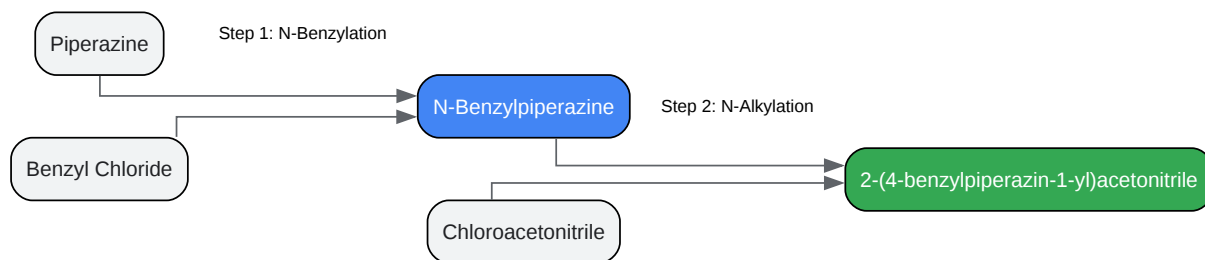 Piperazine
Step 1: N-Benzylation
N-Benzylpiperazine
Step 2: N-Alkylation
Benzyl Chloride
2-(4-benzylpiperazin-1-yl)acetonitrile
Chloroacetonitrile